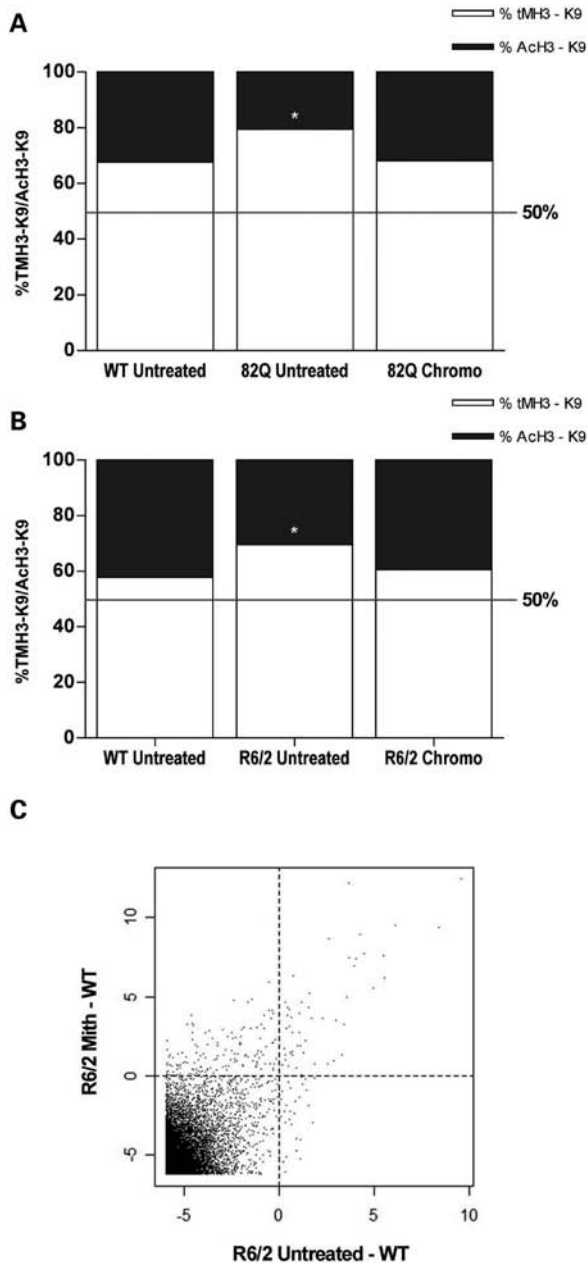 A
% tMH3 - K9
% AcH3 - K9
%TMH3-K9/AcH3-K9
100
80
60
40
20
0
*
50%
WT Untreated 82Q Untreated 82Q Chromo
B
% tMH3 - K9
% AcH3 - K9
%TMH3-K9/AcH3-K9
100
80
60
40
20
0
*
50%
WT Untreated R6/2 Untreated R6/2 Chromo
C
R6/2 Mith - WT
10
5
0
-5
-5 0 5 10
R6/2 Untreated - WT